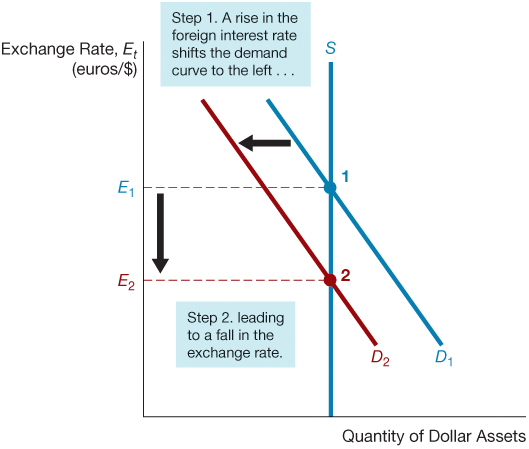 Step 1. A rise in the
foreign interest rate
shifts the demand
curve to the left . . .
Exchange Rate, Et
(euros/$)
S
1
E1
E2
2
Step 2. leading
to a fall in the
exchange rate.
D2
D1
Quantity of Dollar Assets